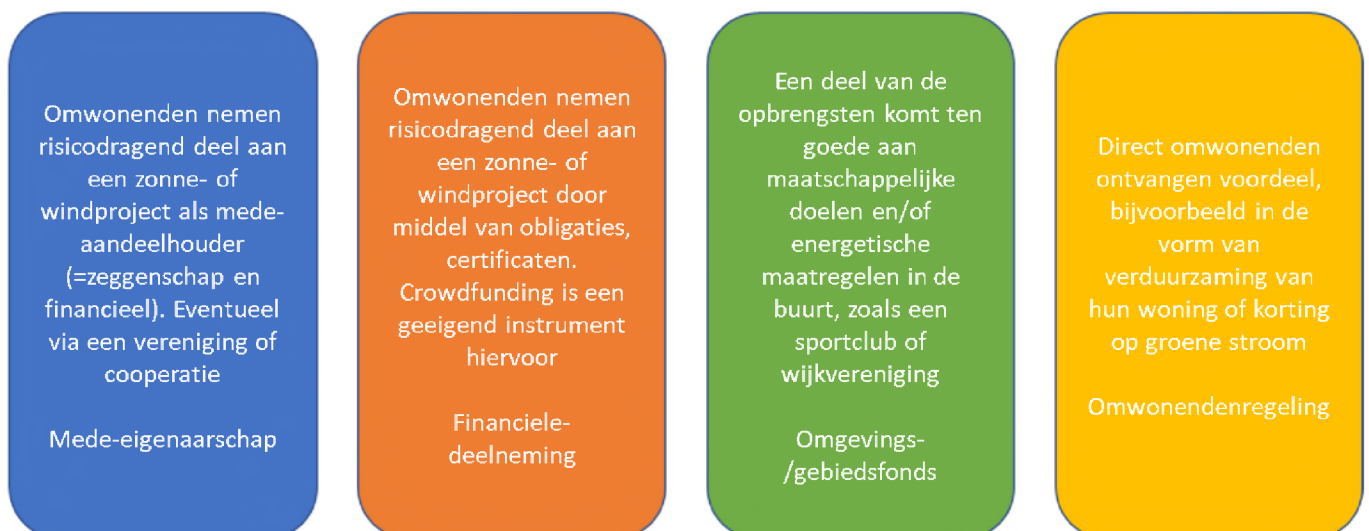 Omwonenden nemen
risicodragend deel aan
een zonne- of
windproject als mede-
aandeelhouder
(=zeggenschap en
financieel). Eventueel
via een vereniging of
cooperatie
Mede-eigenaarschap
Omwonenden nemen
risicodragend deel aan
een zonne- of
windproject door
middel van obligaties,
certificaten.
Crowdfunding is een
geeigend instrument
hiervoor
Financiele-
deelneming
Een deel van de
opbrengsten komt ten
goede aan
maatschappelijke
doelen en/of
energetische
maatregelen in de
buurt, zoals een
sportclub of
wijkvereniging
Omgevings-
/gebiedsfonds
Direct omwonenden
ontvangen voordeel,
bijvoorbeeld in de
vorm van
verduurzaming van
hun woning of korting
op groene stroom
Omwonendenregeling